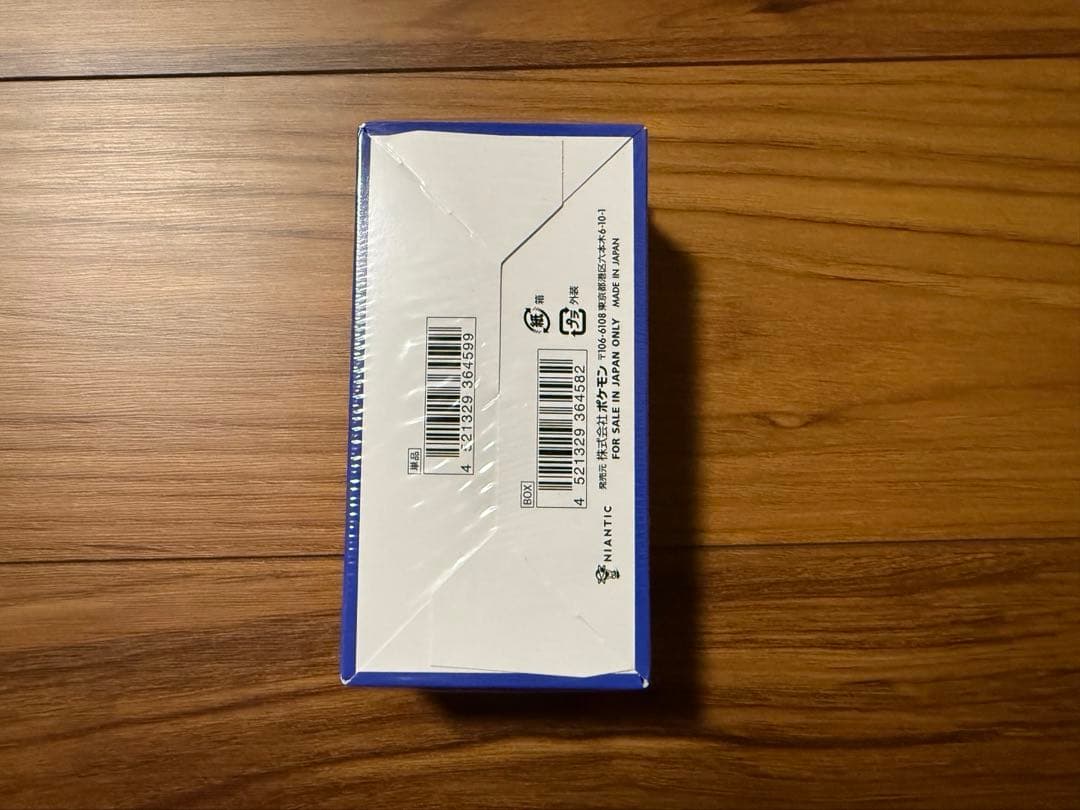 単品
4 521329 364599
BOX
4 521329 364582
紙 箱
プラ 外装
発売元 株式会社ポケモン 〒106-6108 東京都港区六本木6-10-1
FOR SALE IN JAPAN ONLY MADE IN JAPAN
NIANTIC